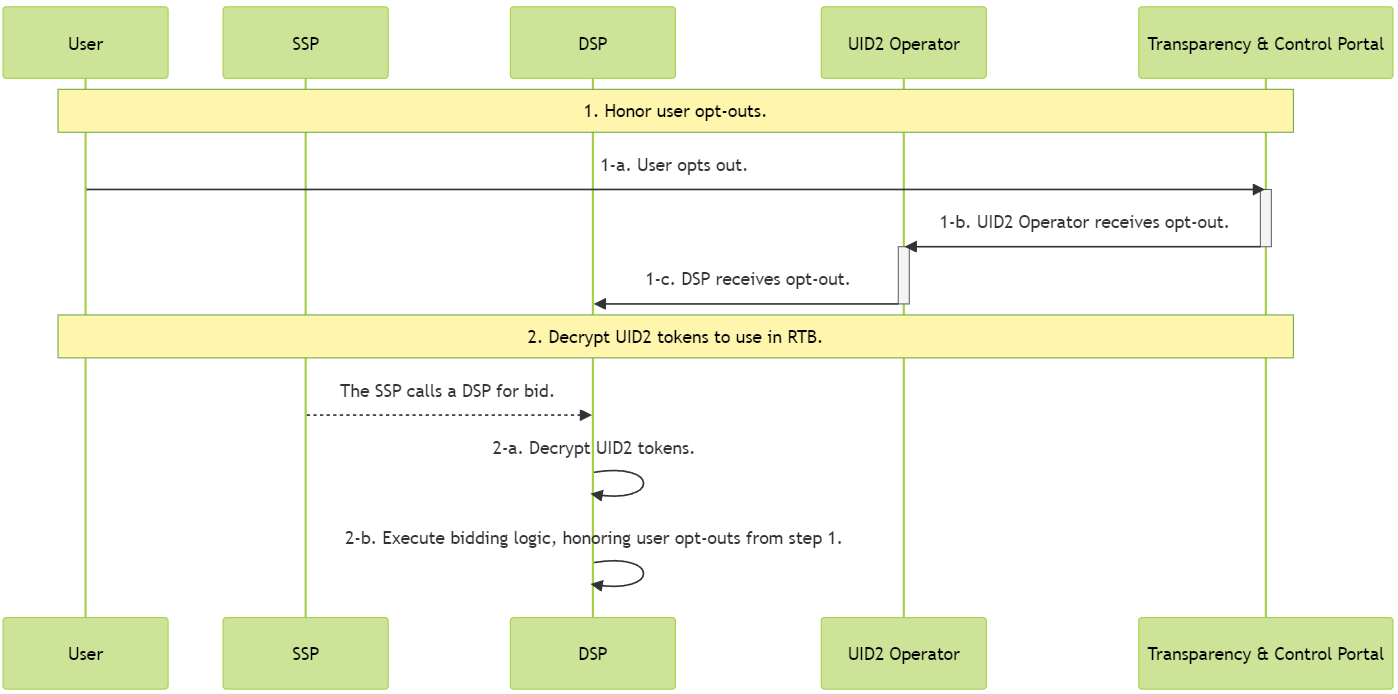 User
SSP
DSP
UID2 Operator
Transparency & Control Portal
1. Honor user opt-outs.
1-a. User opts out.
1-b. UID2 Operator receives opt-out.
1-c. DSP receives opt-out.
2. Decrypt UID2 tokens to use in RTB.
The SSP calls a DSP for bid.
2-a. Decrypt UID2 tokens.
2-b. Execute bidding logic, honoring user opt-outs from step 1.
User
SSP
DSP
UID2 Operator
Transparency & Control Portal